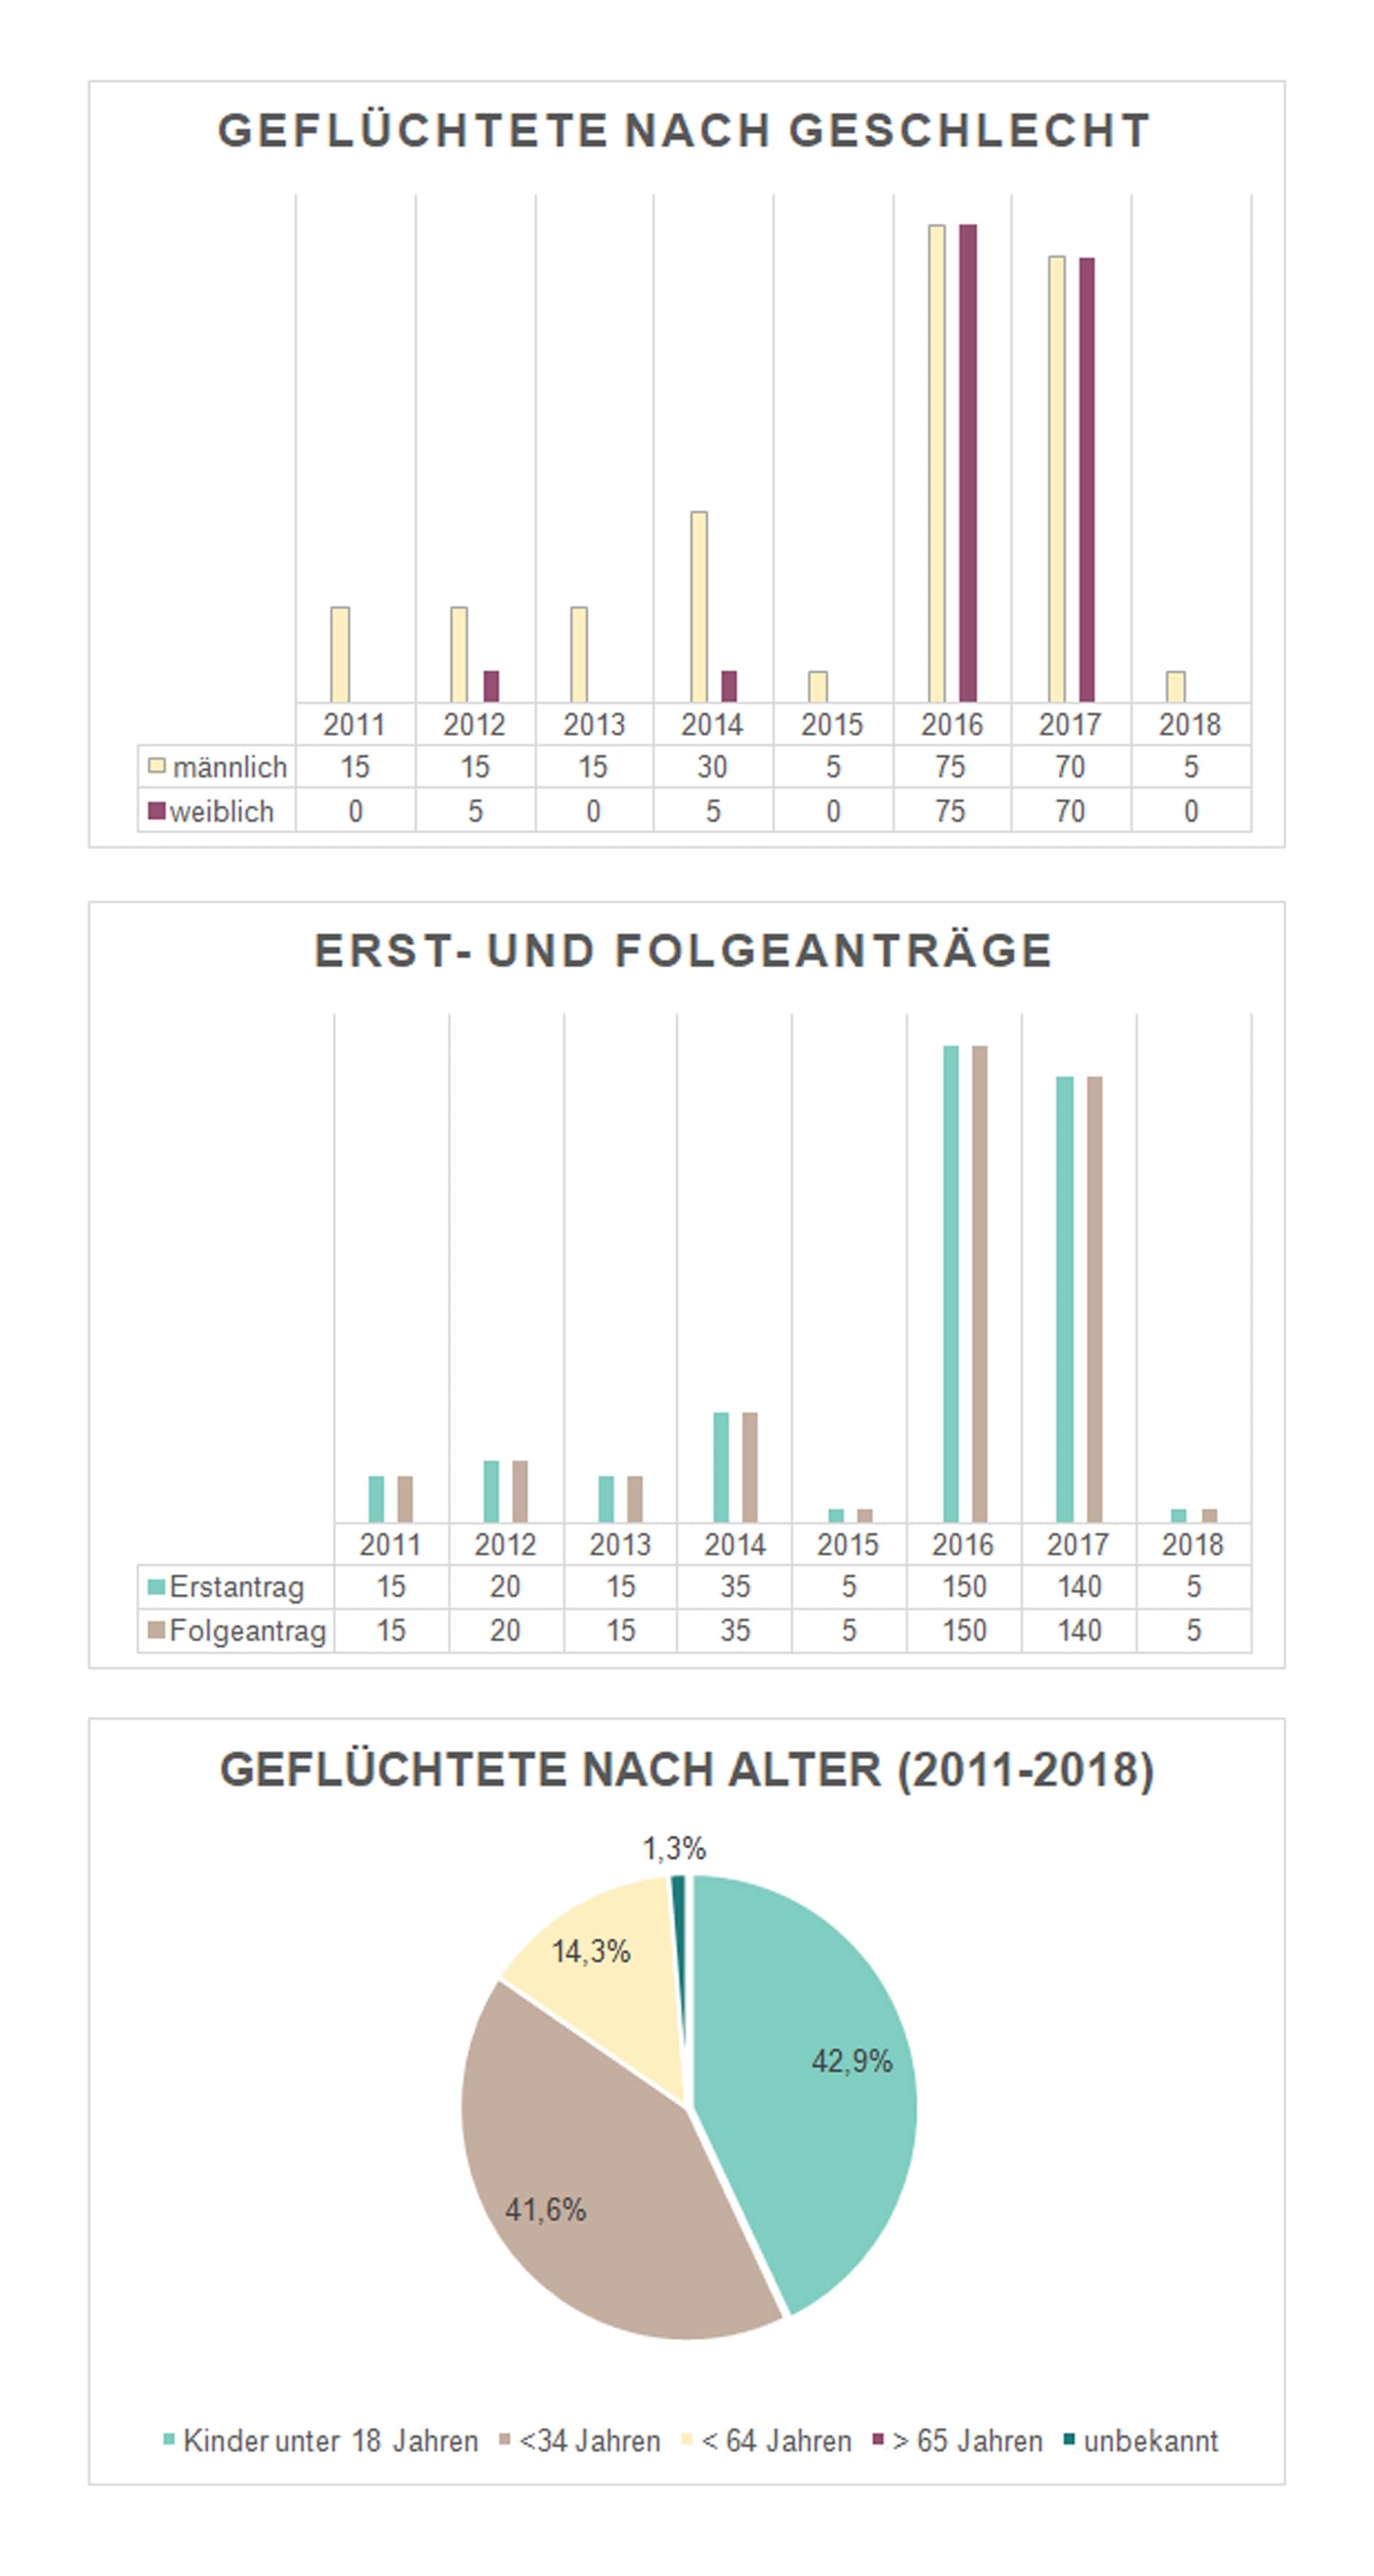 GEFLÜCHTETE NACH GESCHLECHT
2011 2012 2013 2014 2015 2016 2017 2018
männlich 15 15 15 30 5 75 70 5
weiblich 0 5 0 5 0 75 70 0
ERST- UND FOLGEANTRÄGE
2011 2012 2013 2014 2015 2016 2017 2018
Erstantrag 15 20 15 35 5 150 140 5
Folgeantrag 15 20 15 35 5 150 140 5
GEFLÜCHTETE NACH ALTER (2011-2018)
1,3%
14,3%
42,9%
41,6%
Kinder unter 18 Jahren <34 Jahren < 64 Jahren > 65 Jahren unbekannt